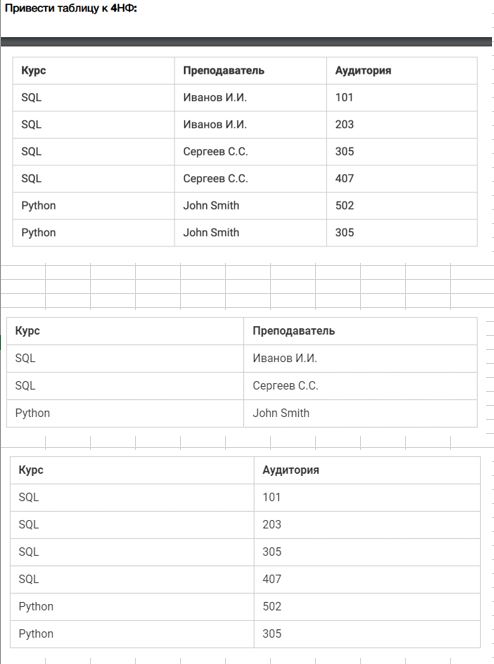 Привести таблицу к 4НФ:
Курс Преподаватель Аудитория
SQL Иванов И.И. 101
SQL Иванов И.И. 203
SQL Сергеев С.С. 305
SQL Сергеев С.С. 407
Python John Smith 502
Python John Smith 305
Курс Преподаватель
SQL Иванов И.И.
SQL Сергеев С.С.
Python John Smith
Курс Аудитория
SQL 101
SQL 203
SQL 305
SQL 407
Python 502
Python 305